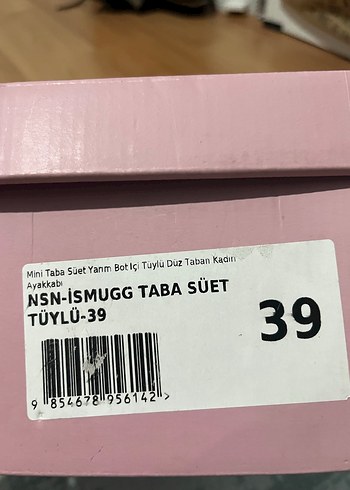 Mini Taba Süet Yarım Bot İçi Tüylü Düz Taban Kadın
Ayakkabı
NSN-İSMUGG TABA SÜET
TÜYLÜ-39
39
9 854678 956142 >